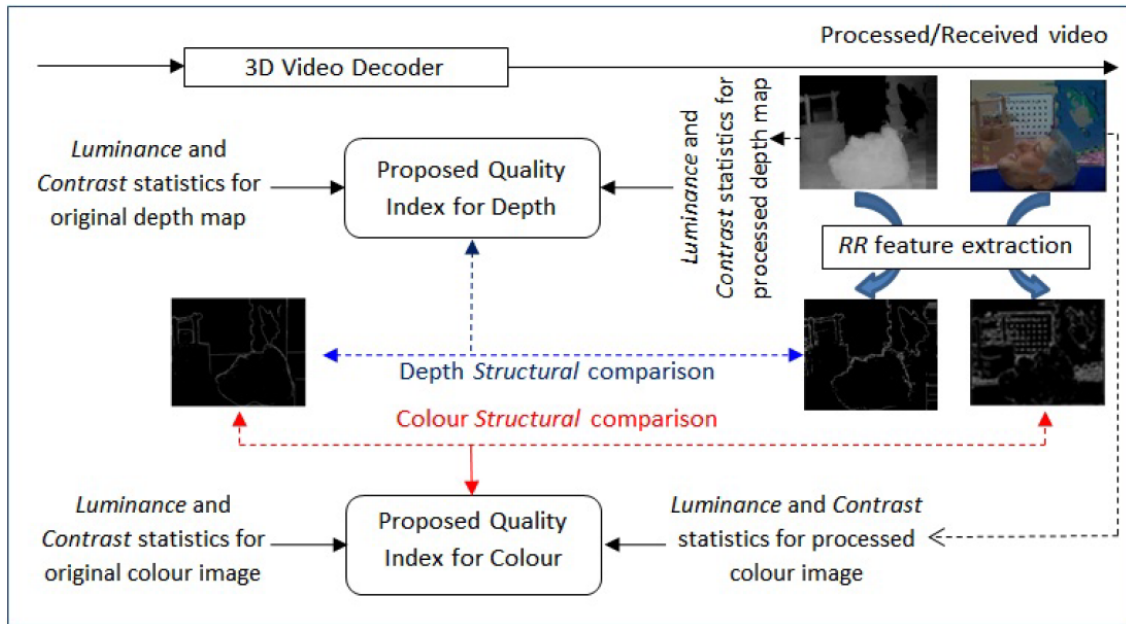 Processed/Received video
3D Video Decoder
Luminance and
Contrast statistics for
original depth map
Proposed Quality
Index for Depth
Luminance and
Contrast statistics for
processed depth map
RR feature extraction
Depth Structural comparison
Colour Structural comparison
Luminance and
Contrast statistics for
original colour image
Proposed Quality
Index for Colour
Luminance and Contrast
statistics for processed
colour image